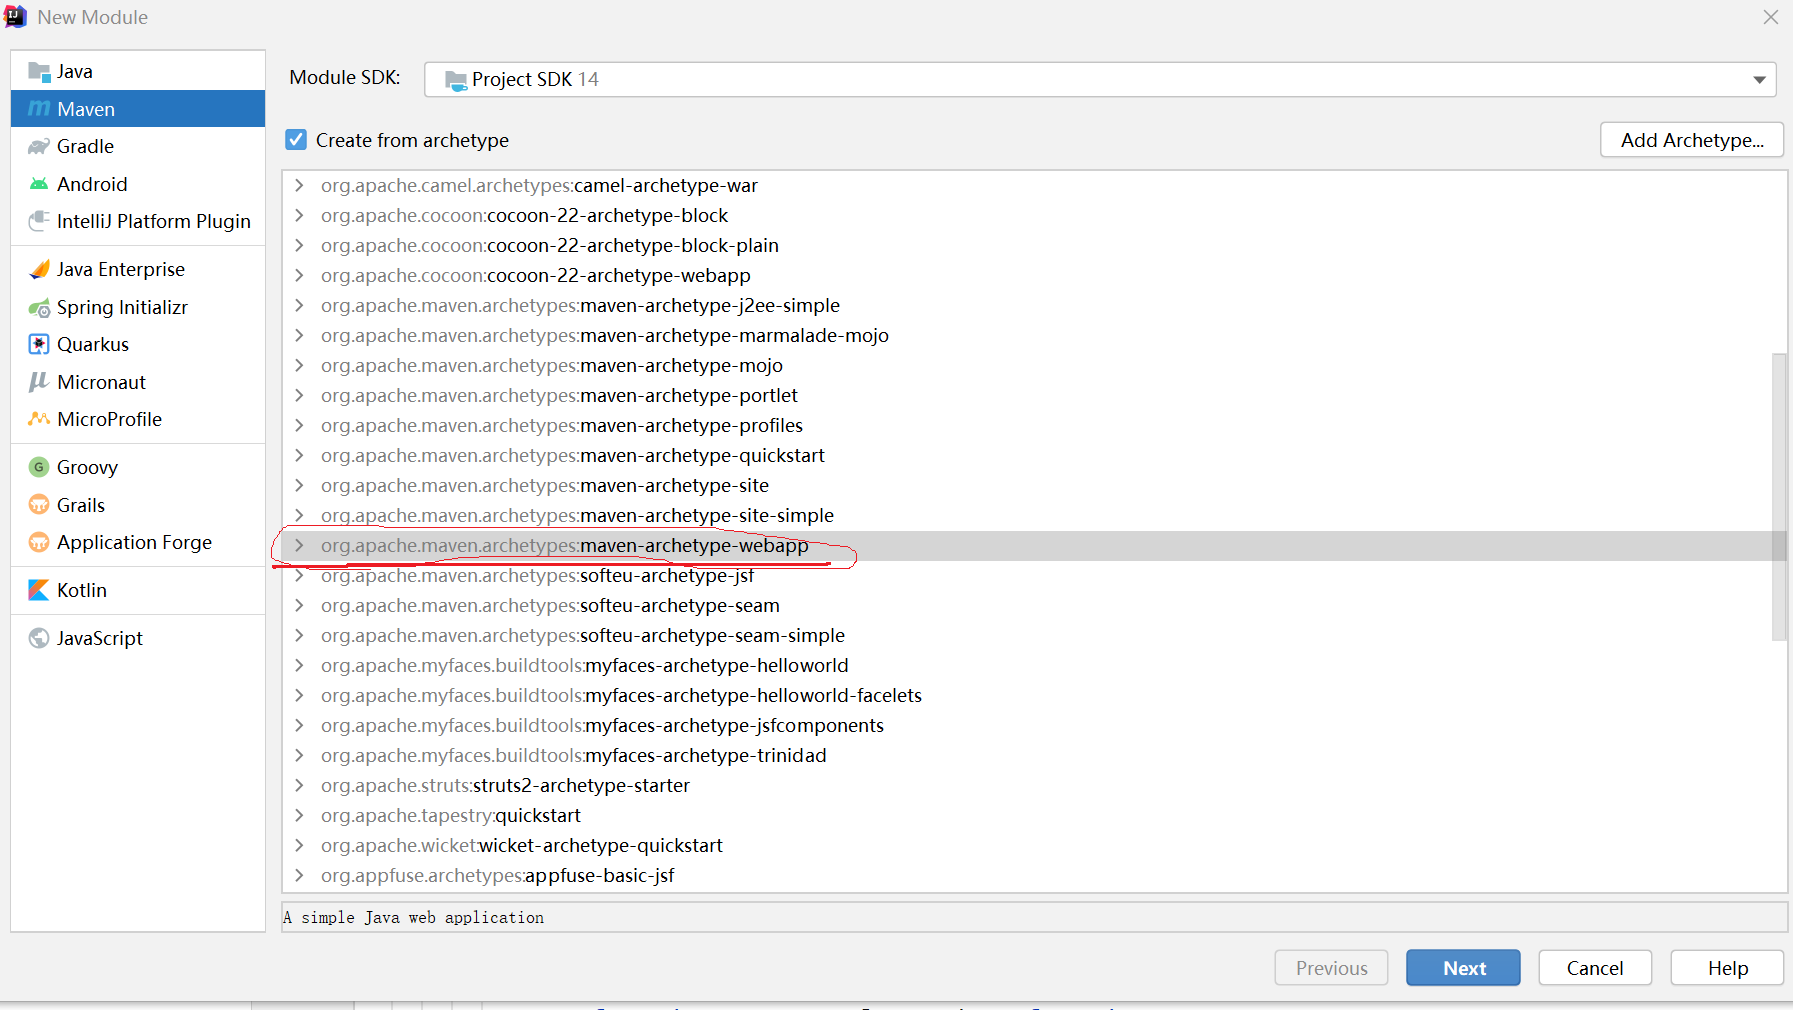 New Module
Java
Maven
Gradle
Android
IntelliJ Platform Plugin
Java Enterprise
Spring Initializr
Quarkus
Micronaut
MicroProfile
Groovy
Grails
Application Forge
Kotlin
JavaScript
Module SDK: Project SDK 14
Create from archetype
Add Archetype...
org.apache.camel.archetypes:camel-archetype-war
org.apache.cocoon:cocoon-22-archetype-block
org.apache.cocoon:cocoon-22-archetype-block-plain
org.apache.cocoon:cocoon-22-archetype-webapp
org.apache.maven.archetypes:maven-archetype-j2ee-simple
org.apache.maven.archetypes:maven-archetype-marmalade-mojo
org.apache.maven.archetypes:maven-archetype-mojo
org.apache.maven.archetypes:maven-archetype-portlet
org.apache.maven.archetypes:maven-archetype-profiles
org.apache.maven.archetypes:maven-archetype-quickstart
org.apache.maven.archetypes:maven-archetype-site
org.apache.maven.archetypes:maven-archetype-site-simple
org.apache.maven.archetypes:maven-archetype-webapp
org.apache.maven.archetypes:softeu-archetype-jsf
org.apache.maven.archetypes:softeu-archetype-seam
org.apache.maven.archetypes:softeu-archetype-seam-simple
org.apache.myfaces.buildtools:myfaces-archetype-helloworld
org.apache.myfaces.buildtools:myfaces-archetype-helloworld-facelets
org.apache.myfaces.buildtools:myfaces-archetype-jsfcomponents
org.apache.myfaces.buildtools:myfaces-archetype-trinidad
org.apache.struts:struts2-archetype-starter
org.apache.tapestry:quickstart
org.apache.wicket:wicket-archetype-quickstart
org.appfuse.archetypes:appfuse-basic-jsf
A simple Java web application
Previous
Next
Cancel
Help